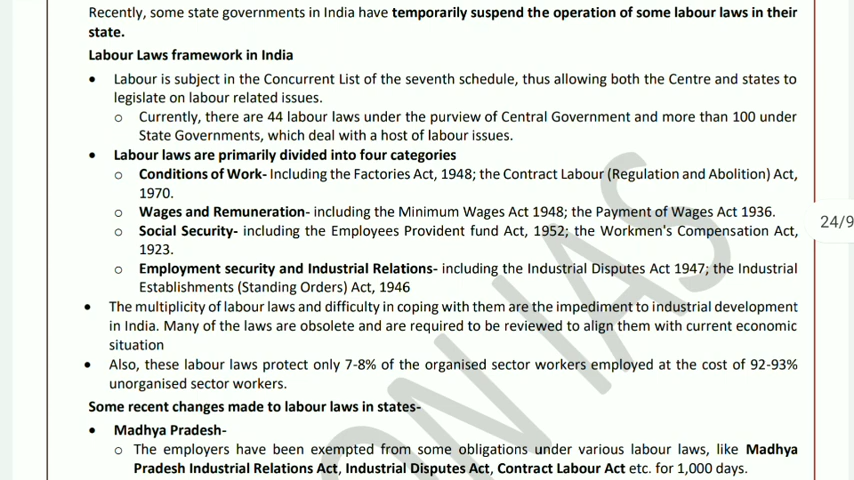 Recently, some state governments in India have temporarily suspend the operation of some labour laws in their
state.
Labour Laws framework in India
• Labour is subject in the Concurrent List of the seventh schedule, thus allowing both the Centre and states to
legislate on labour related issues.
o Currently, there are 44 labour laws under the purview of Central Government and more than 100 under
State Governments, which deal with a host of labour issues.
• Labour laws are primarily divided into four categories
o Conditions of Work- Including the Factories Act, 1948; the Contract Labour (Regulation and Abolition) Act,
1970.
o Wages and Remuneration- including the Minimum Wages Act 1948; the Payment of Wages Act 1936.
24/9
o Social Security- including the Employees Provident fund Act, 1952; the Workmen's Compensation Act,
1923.
o Employment security and Industrial Relations- including the Industrial Disputes Act 1947; the Industrial
Establishments (Standing Orders) Act, 1946
• The multiplicity of labour laws and difficulty in coping with them are the impediment to industrial development
in India. Many of the laws are obsolete and are required to be reviewed to align them with current economic
situation
• Also, these labour laws protect only 7-8% of the organised sector workers employed at the cost of 92-93%
unorganised sector workers.
Some recent changes made to labour laws in states-
• Madhya Pradesh-
o The employers have been exempted from some obligations under various labour laws, like Madhya
Pradesh Industrial Relations Act, Industrial Disputes Act, Contract Labour Act etc. for 1,000 days.
ON IAS